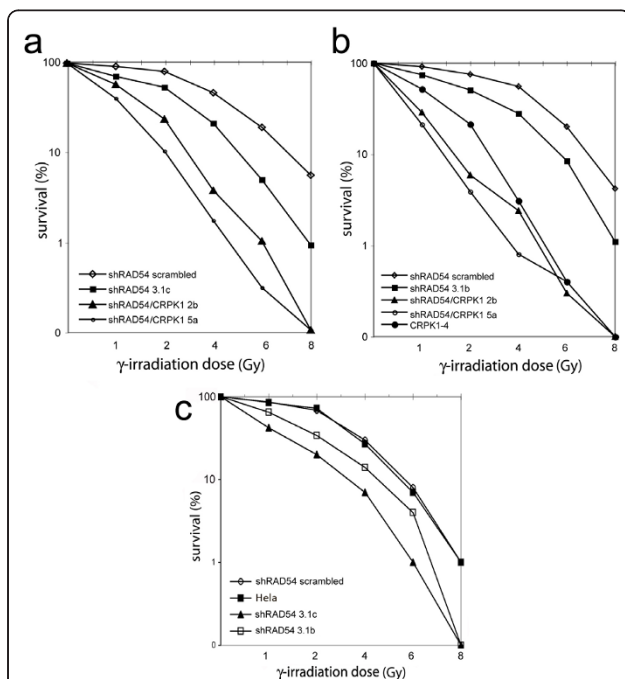 a
100
10
1
0
survival (%)
shRAD54 scrambled
shRAD54 3.1c
shRAD54/CRPK1 2b
shRAD54/CRPK1 5a
1 2 4 6 8
γ-irradiation dose (Gy)
b
100
10
1
0
survival (%)
shRAD54 scrambled
shRAD54 3.1b
shRAD54/CRPK1 2b
shRAD54/CRPK1 5a
CRPK1-4
1 2 4 6 8
γ-irradiation dose (Gy)
c
100
10
1
0
survival (%)
shRAD54 scrambled
Hela
shRAD54 3.1c
shRAD54 3.1b
1 2 4 6 8
γ-irradiation dose (Gy)